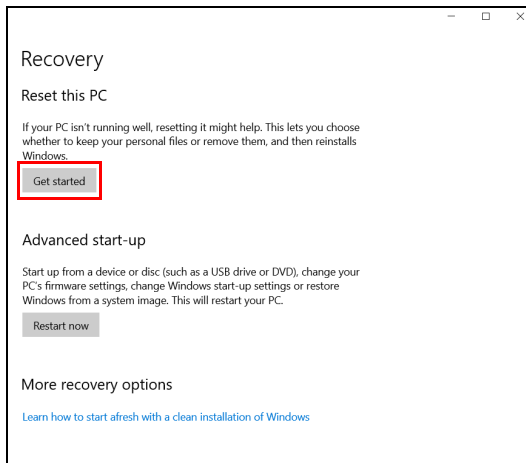 Recovery
Reset this PC
If your PC isn't running well, resetting it might help. This lets you choose
whether to keep your personal files or remove them, and then reinstalls
Windows.
Get started
Advanced start-up
Start up from a device or disc (such as a USB drive or DVD), change your
PC's firmware settings, change Windows start-up settings or restore
Windows from a system image. This will restart your PC.
Restart now
More recovery options
Learn how to start afresh with a clean installation of Windows